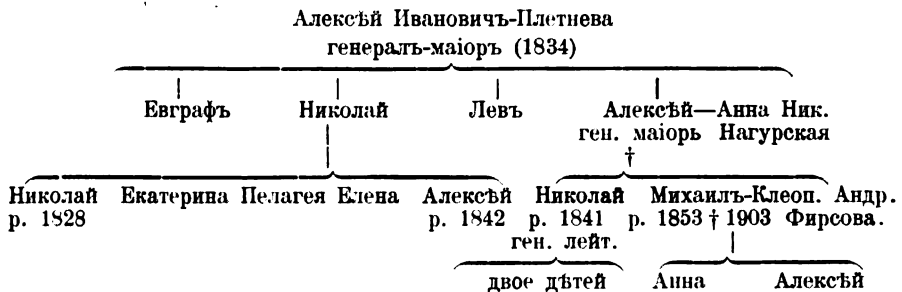 Алексѣй Ивановичъ-Плетнева
генералъ-маіоръ (1834)
Евграфъ Николай Левъ Алексѣй—Анна Ник.
ген. маіорь Нагурская
†
Николай Екатерина Пелагея Елена Алексѣй Николай Михаилъ-Клеоп. Андр.
р. 1828 р. 1842 р. 1841 р. 1853 † 1903 Фирсова.
ген. лейт.
двое дѣтей Анна Алексѣй